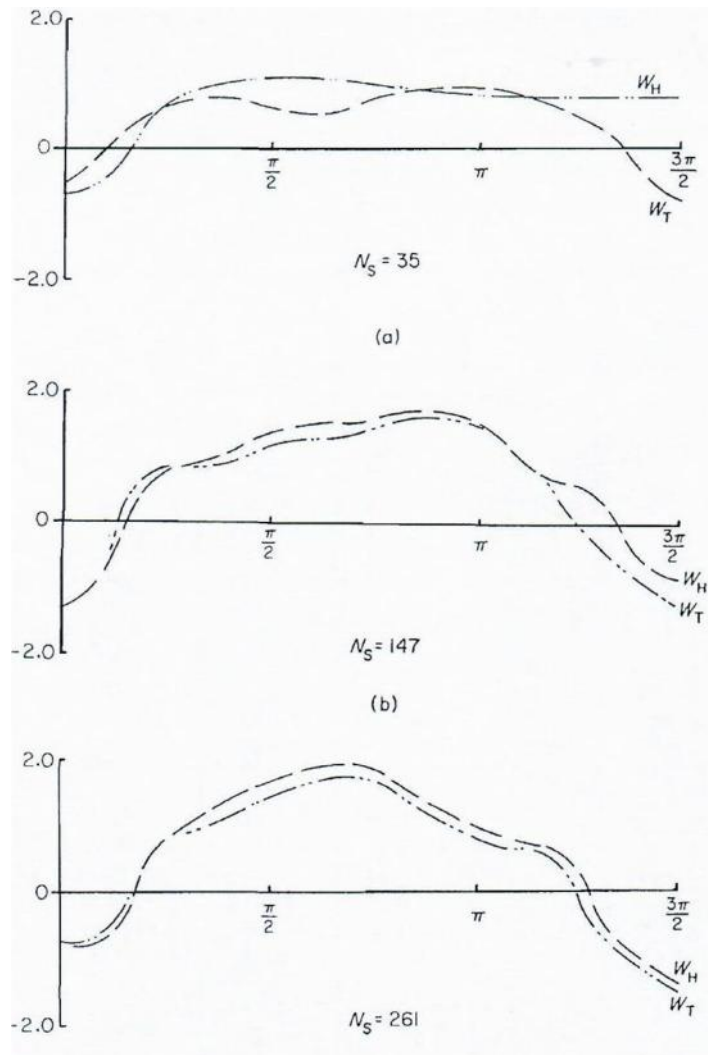 2.0
W_H
0
π/2
π
3π/2
W_T
-2.0
N_S = 35
(a)
2.0
0
π/2
π
3π/2
W_H
W_T
-2.0
N_S = 147
(b)
2.0
0
π/2
π
3π/2
W_H
W_T
-2.0
N_S = 261